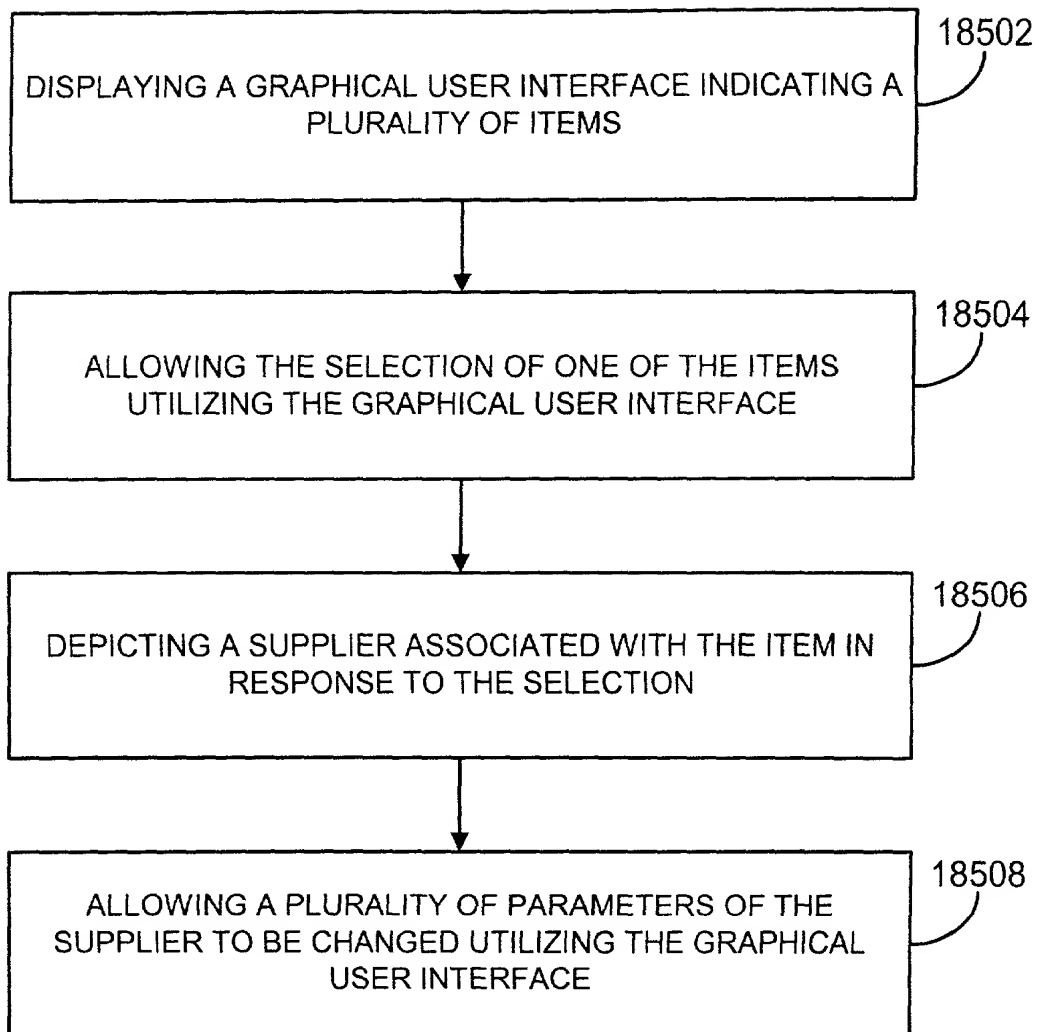 18502
DISPLAYING A GRAPHICAL USER INTERFACE INDICATING A
PLURALITY OF ITEMS
18504
ALLOWING THE SELECTION OF ONE OF THE ITEMS
UTILIZING THE GRAPHICAL USER INTERFACE
18506
DEPICTING A SUPPLIER ASSOCIATED WITH THE ITEM IN
RESPONSE TO THE SELECTION
18508
ALLOWING A PLURALITY OF PARAMETERS OF THE
SUPPLIER TO BE CHANGED UTILIZING THE GRAPHICAL
USER INTERFACE